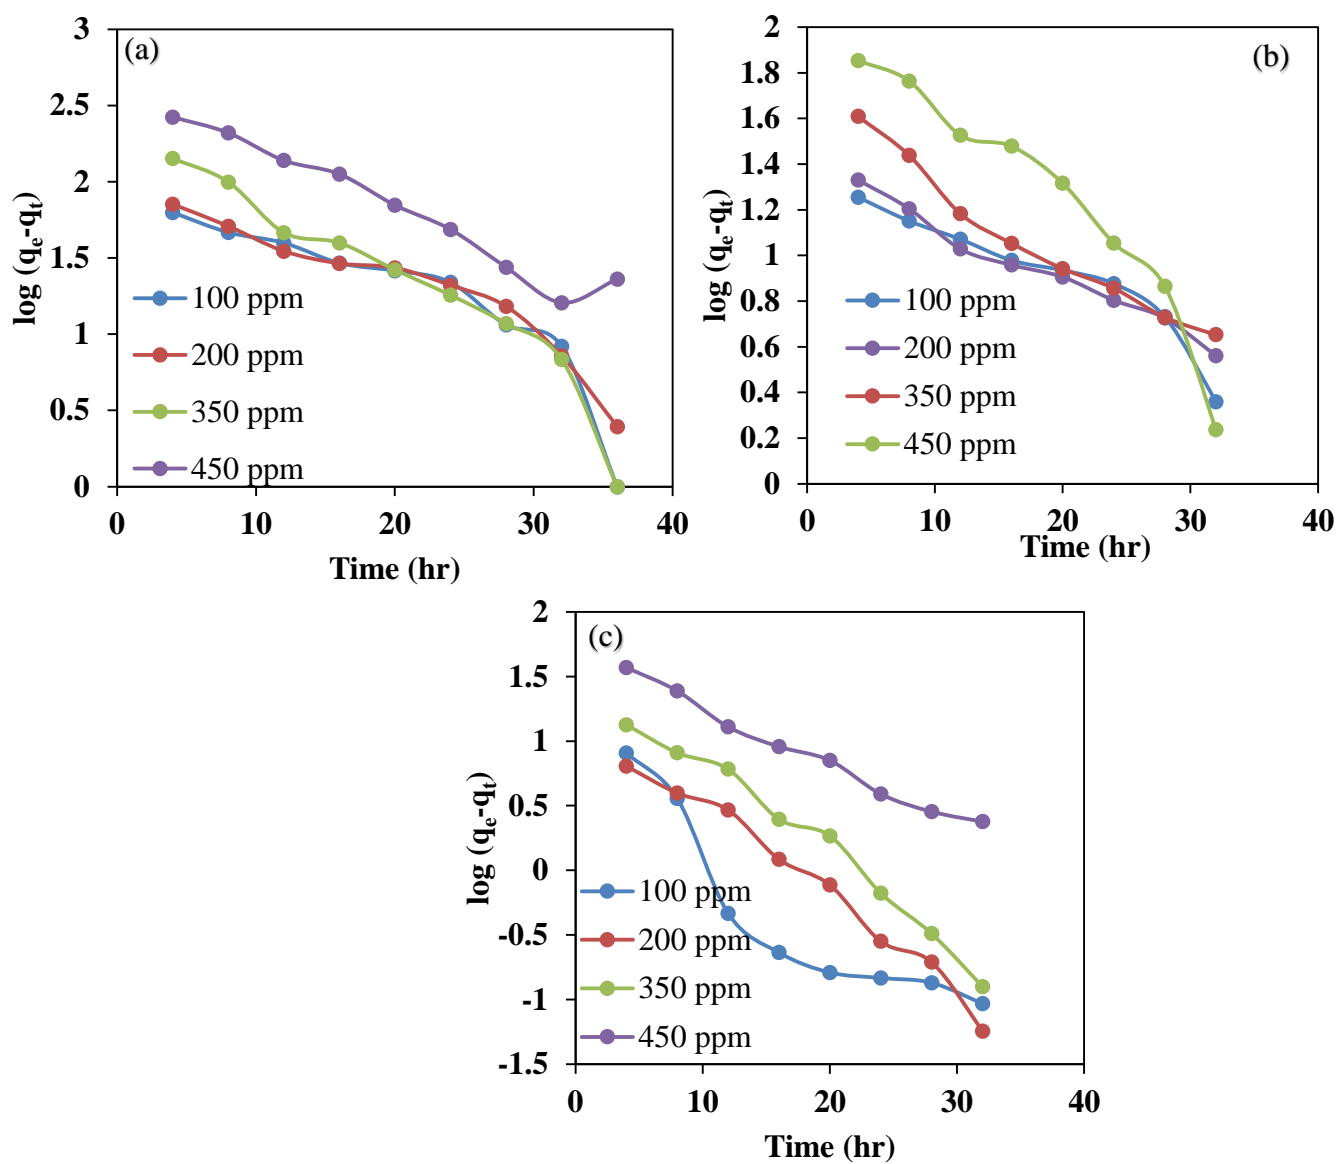 (a)
3
2.5
2
1.5
1
0.5
0
log (qe-qt)
100 ppm
200 ppm
350 ppm
450 ppm
0 10 20 30 40
Time (hr)
(b)
2
1.8
1.6
1.4
1.2
1
0.8
0.6
0.4
0.2
0
log (qe-qt)
100 ppm
200 ppm
350 ppm
450 ppm
0 10 20 30 40
Time (hr)
(c)
2
1.5
1
0.5
0
-0.5
-1
-1.5
log (qe-qt)
100 ppm
200 ppm
350 ppm
450 ppm
0 10 20 30 40
Time (hr)